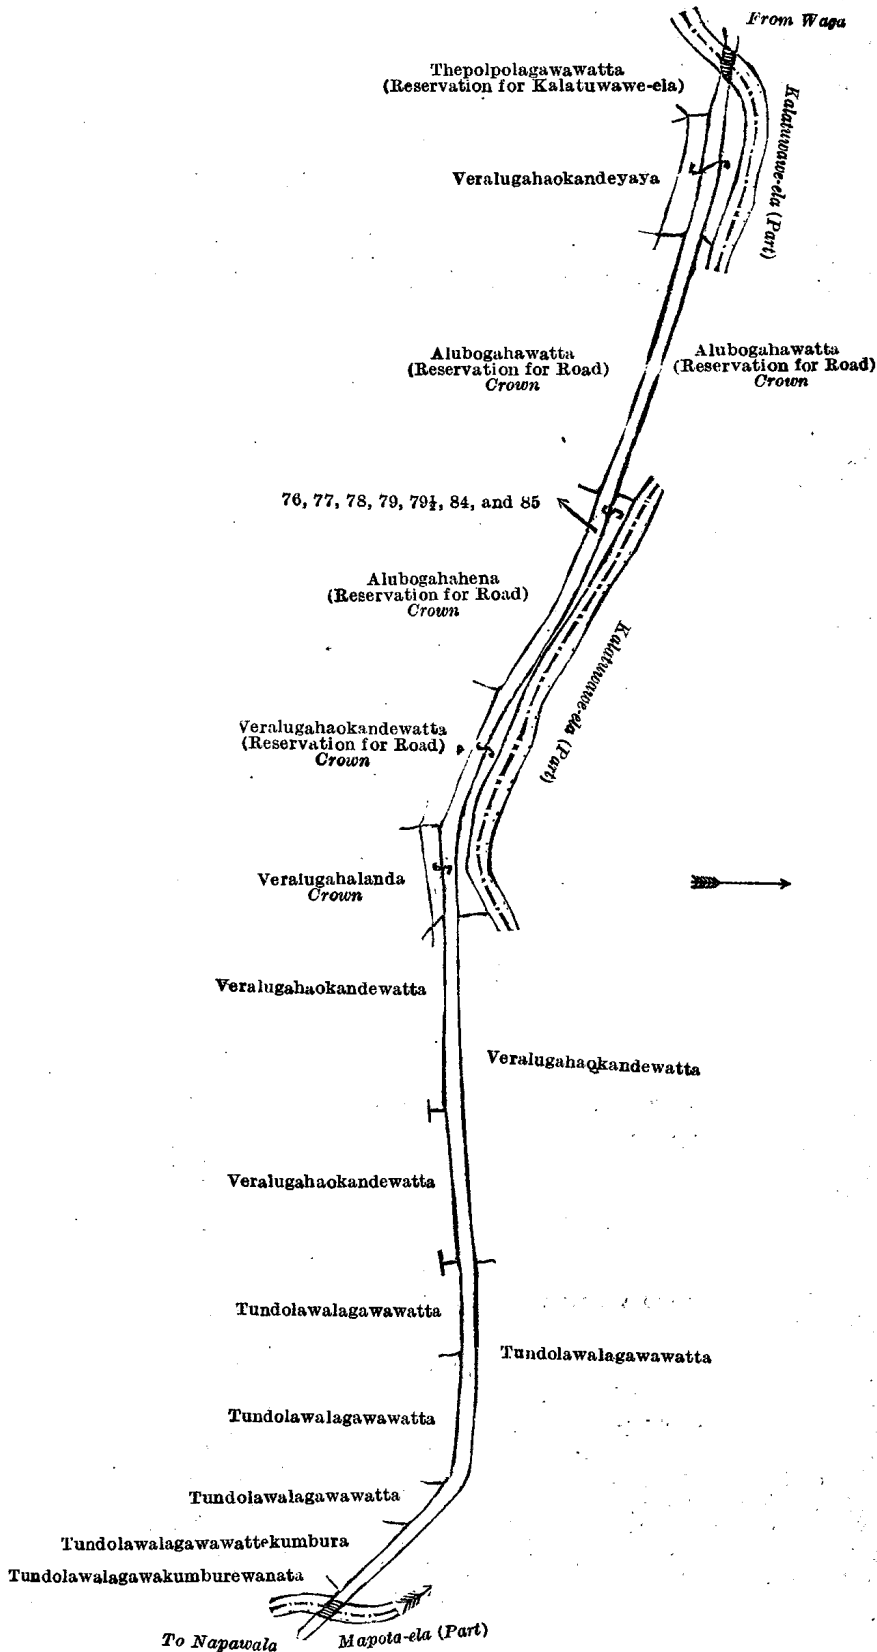 From Waga
Thepolpolagawawatta
(Reservation for Kalatuwawe-ela)
Kalatuwawe-ela (Part)
Veralugahaokandeyaya
Alubogahawatta
(Reservation for Road)
Crown
Alubogahawatta
(Reservation for Road)
Crown
76, 77, 78, 79, 79½, 84, and 85
Alubogahahena
(Reservation for Road)
Crown
Kalatuwawe-ela (Part)
Veralugahaokandewatta
(Reservation for Road)
Crown
Veralugahalanda
Crown
Veralugahaokandewatta
Veralugahaokandewatta
Veralugahaokandewatta
Tundolawalagawawatta
Tundolawalagawawatta
Tundolawalagawawatta
Tundolawalagawawatta
Tundolawalagawawattekumbura
Tundolawalagawakumburewanata
To Napawala
Mapota-ela (Part)